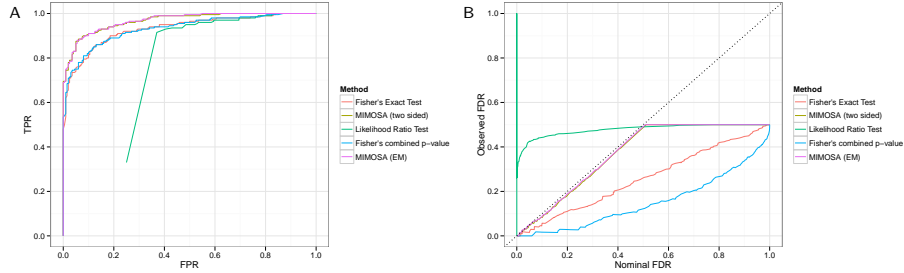 A
1.0
0.8
0.6
0.4
0.2
0.0
TPR
0.0
0.2
0.4
0.6
0.8
1.0
FPR
Method
Fisher's Exact Test
MIMOSA (two sided)
Likelihood Ratio Test
Fisher's combined p−value
MIMOSA (EM)
B
1.0
0.8
0.6
0.4
0.2
0.0
Observed FDR
0.0
0.2
0.4
0.6
0.8
1.0
Nominal FDR
Method
Fisher's Exact Test
MIMOSA (two sided)
Likelihood Ratio Test
Fisher's combined p−value
MIMOSA (EM)